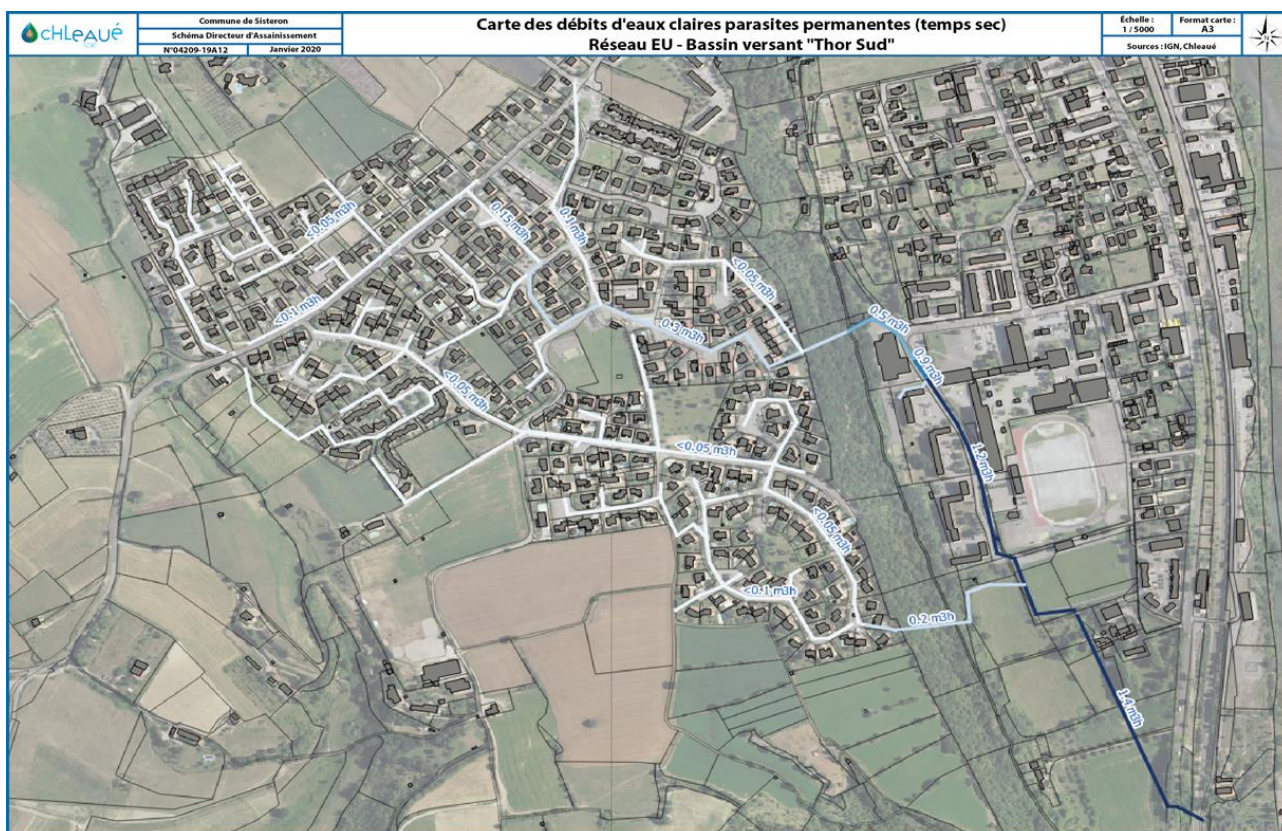 CHLEAUÉ
Commune de Sisteron
Schéma Directeur d'Assainissement
N°04209-19A12 Janvier 2020
Carte des débits d'eaux claires parasites permanentes (temps sec)
Réseau EU - Bassin versant "Thor Sud"
Échelle :
1 / 5000
Format carte :
A3
Sources : IGN, Chleaué
N
<0.05 m3h
0.15 m3h
0.1 m3h
<0.05 m3h
<0.1 m3h
0.3 m3h
0.5 m3h
0.9 m3h
<0.05 m3h
1.2 m3h
<0.05 m3h
<0.05 m3h
<0.1 m3h
0.2 m3h
1.4 m3h